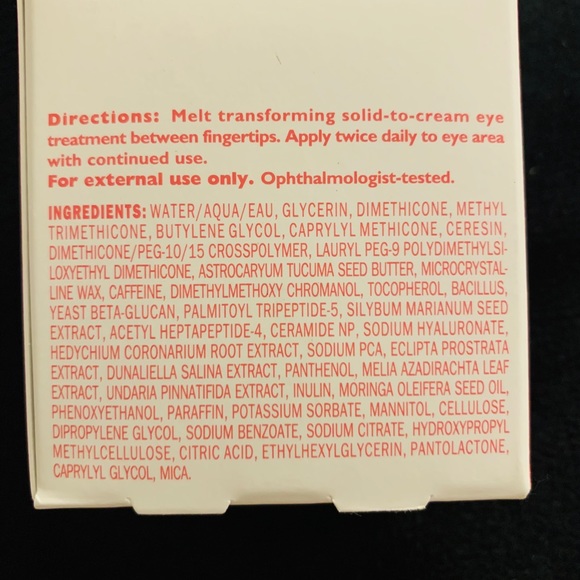 Directions: Melt transforming solid-to-cream eye
treatment between fingertips. Apply twice daily to eye area
with continued use.
For external use only. Ophthalmologist-tested.
INGREDIENTS: WATER/AQUA/EAU, GLYCERIN, DIMETHICONE, METHYL
TRIMETHICONE, BUTYLENE GLYCOL, CAPRYLYL METHICONE, CERESIN,
DIMETHICONE/PEG-10/15 CROSSPOLYMER, LAURYL PEG-9 POLYDIMETHYLSI-
LOXYETHYL DIMETHICONE, ASTROCARYUM TUCUMA SEED BUTTER, MICROCRYSTAL-
LINE WAX, CAFFEINE, DIMETHYLMETHOXY CHROMANOL, TOCOPHEROL, BACILLUS,
YEAST BETA-GLUCAN, PALMITOYL TRIPEPTIDE-5, SILYBUM MARIANUM SEED
EXTRACT, ACETYL HEPTAPEPTIDE-4, CERAMIDE NP, SODIUM HYALURONATE,
HEDYCHIUM CORONARIUM ROOT EXTRACT, SODIUM PCA, ECLIPTA PROSTRATA
EXTRACT, DUNALIELLA SALINA EXTRACT, PANTHENOL, MELIA AZADIRACHTA LEAF
EXTRACT, UNDARIA PINNATIFIDA EXTRACT, INULIN, MORINGA OLEIFERA SEED OIL,
PHENOXYETHANOL, PARAFFIN, POTASSIUM SORBATE, MANNITOL, CELLULOSE,
DIPROPYLENE GLYCOL, SODIUM BENZOATE, SODIUM CITRATE, HYDROXYPROPYL
METHYLCELLULOSE, CITRIC ACID, ETHYLHEXYLGLYCERIN, PANTOLACTONE,
CAPRYLYL GLYCOL, MICA.